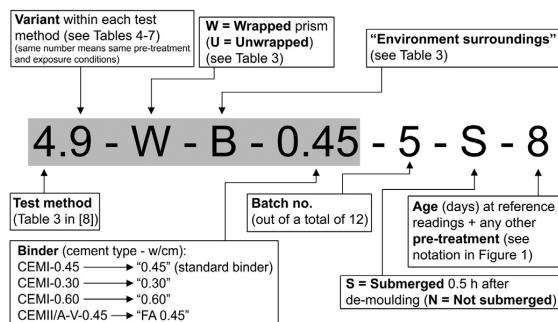 Variant within each test
method (see Tables 4-7)
(same number means same pre-treatment
and exposure conditions)
W = Wrapped prism
(U = Unwrapped)
(see Table 3)
“Environment surroundings”
(see Table 3)
4.9 - W - B - 0.45 - 5 - S - 8
Test method
(Table 3 in [8])
Batch no.
(out of a total of 12)
Age (days) at reference
readings + any other
pre-treatment (see
notation in Figure 1)
Binder (cement type - w/cm):
CEMI-0.45 → “0.45” (standard binder)
CEMI-0.30 → “0.30”
CEMI-0.60 → “0.60”
CEMII/A-V-0.45 → “FA 0.45”
S = Submerged 0.5 h after
de-moulding (N = Not submerged)